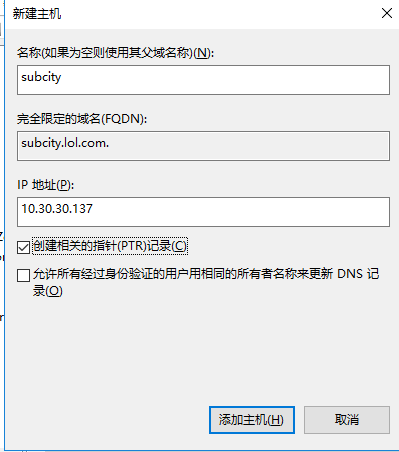 新建主机
名称(如果为空则使用其父域名称)(N):
subcity
完全限定的域名(FQDN):
subcity.lol.com.
IP 地址(P):
10.30.30.137
创建相关的指针(PTR)记录(C)
允许所有经过身份验证的用户用相同的所有者名称来更新 DNS 记
录(O)
添加主机(H)
取消